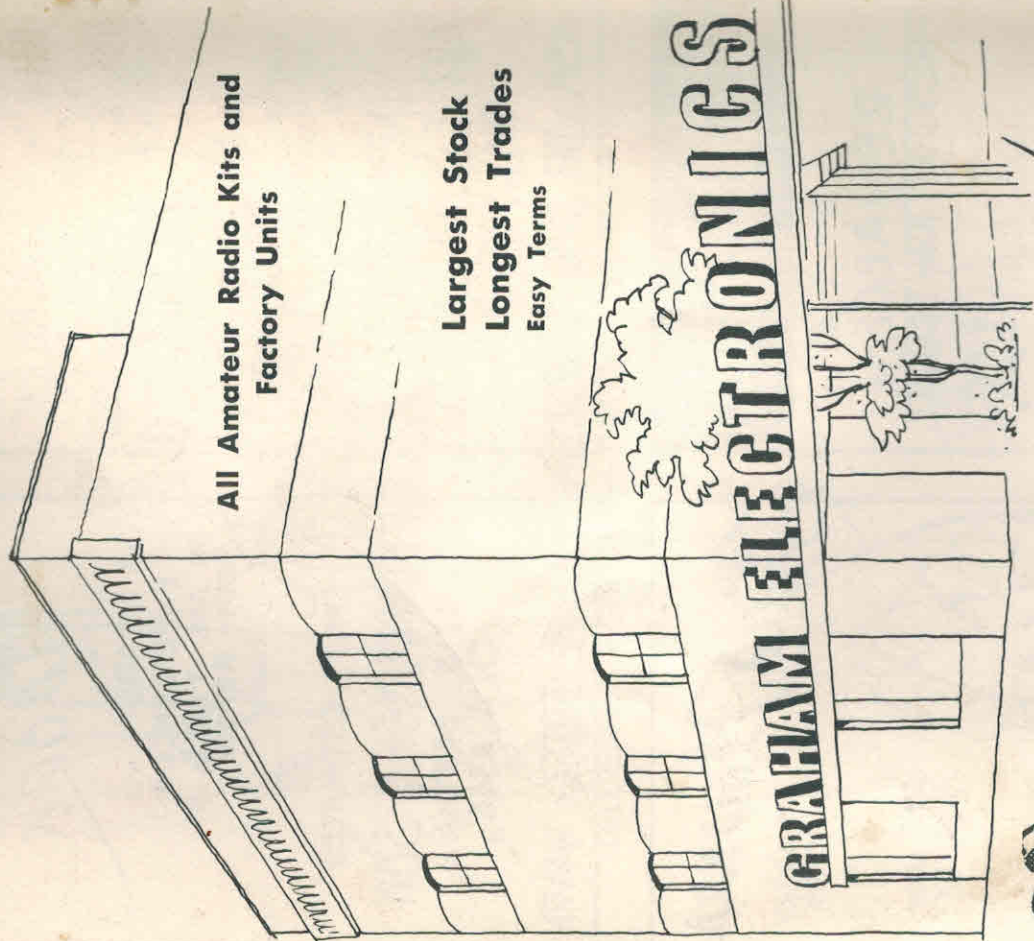 All Amateur Radio Kits and
Factory Units
Largest Stock
Longest Trades
Easy Terms
GRAHAM ELECTRONICS